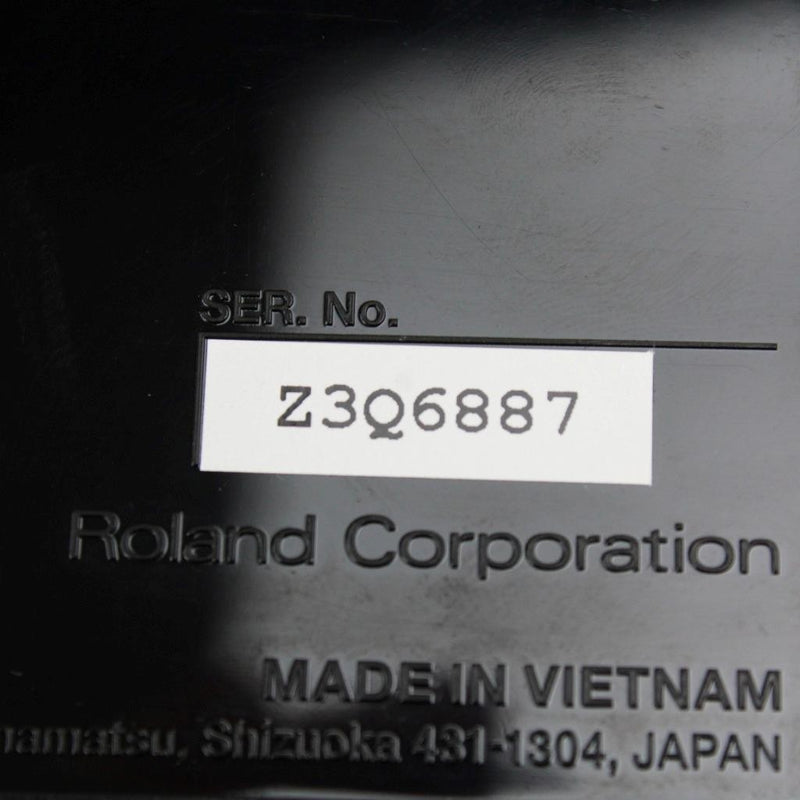 SER. No.
Z3Q6887
Roland Corporation
MADE IN VIETNAM
Shizuoka 431-1304, JAPAN